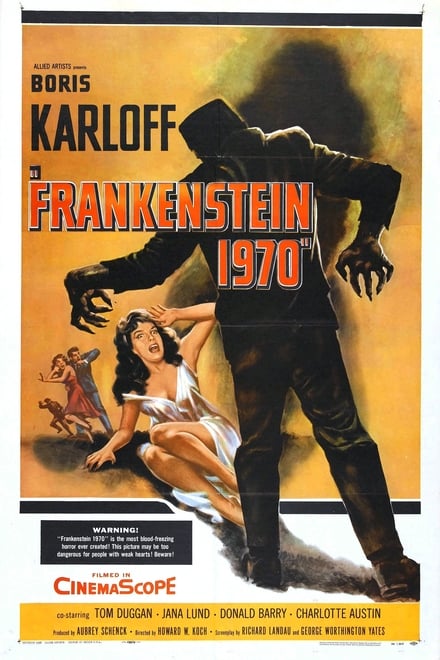 ALLIED ARTISTS presents
BORIS
KARLOFF
"FRANKENSTEIN
1970"
WARNING!
"Frankenstein 1970" is the most blood-freezing
horror ever created! This picture may be too
dangerous for people with weak hearts! Beware!
FILMED IN
CINEMASCOPE
co-starring TOM DUGGAN · JANA LUND · DONALD BARRY · CHARLOTTE AUSTIN
Produced by AUBREY SCHENCK · Directed by HOWARD W. KOCH · Screenplay by RICHARD LANDAU and GEORGE WORTHINGTON YATES